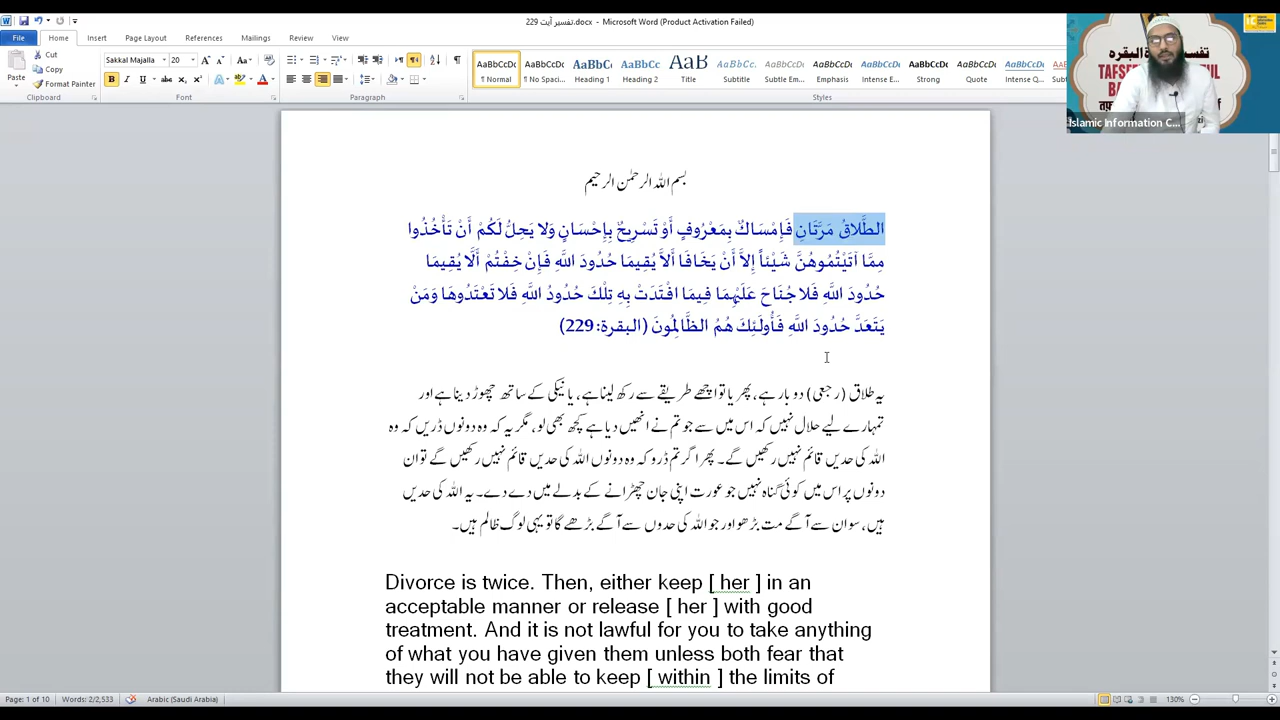 تفسير آيت 229.docx - Microsoft Word (Product Activation Failed)
File Home Insert Page Layout References Mailings Review View
Cut
Copy
Format Painter
Paste
Clipboard
Sakkal Majalla 20
Font
Paragraph
AaBbCcDc AaBbCcDc AaBbCc AaBbCc AaB AaBbCc. AaBbCcDc AaBbCcDt AaBbCcDt AaBbCcDc AaBbCcDt AaBbCcDt
¶ Normal ¶ No Spaci... Heading 1 Heading 2 Title Subtitle Subtle Em... Emphasis Intense E... Strong Quote Intense Q...
Styles
TAFSEER
Islamic Information C...
بسم اللہ الرحمٰن الرحیم
الطَّلاقُ مَرَّتَانِ فَإِمْسَاكٌ بِمَعْرُوفٍ أَوْ تَسْرِيحٌ بِإِحْسَانٍ وَلا يَحِلُّ لَكُمْ أَنْ تَأْخُذُوا
مِمَّا آتَيْتُمُوهُنَّ شَيْئاً إِلاَّ أَنْ يَخَافَا أَلاَّ يُقِيمَا حُدُودَ اللَّهِ فَإِنْ خِفْتُمْ أَلَّا يُقِيمَا
حُدُودَ اللَّهِ فَلا جُنَاحَ عَلَيْهِمَا فِيمَا افْتَدَتْ بِهِ تِلْكَ حُدُودُ اللَّهِ فَلا تَعْتَدُوهَا وَمَنْ
يَتَعَدَّ حُدُودَ اللَّهِ فَأُولَئِكَ هُمُ الظَّالِمُونَ (البقرة: 229)
یہ طلاق (رجعی) دو بار ہے، پھر یا تو اچھے طریقے سے رکھ لینا ہے، یا نیکی کے ساتھ چھوڑ دینا ہے اور
تمہارے لیے حلال نہیں کہ اس میں سے جو تم نے انھیں دیا ہے کچھ بھی لو، مگر یہ کہ وہ دونوں ڈریں کہ وہ
اللہ کی حدیں قائم نہیں رکھیں گے۔ پھر اگر تم ڈرو کہ وہ دونوں اللہ کی حدیں قائم نہیں رکھیں گے تو ان
دونوں پر اس میں کوئی گناہ نہیں جو عورت اپنی جان چھڑانے کے بدلے میں دے دے۔ یہ اللہ کی حدیں
ہیں، سو ان سے آگے مت بڑھو اور جو اللہ کی حدوں سے آگے بڑھے گا تو یہی لوگ ظالم ہیں۔
Divorce is twice. Then, either keep [ her ] in an
acceptable manner or release [ her ] with good
treatment. And it is not lawful for you to take anything
of what you have given them unless both fear that
they will not be able to keep [ within ] the limits of
Page: 1 of 10 Words: 2/2,533 Arabic (Saudi Arabia) 130%